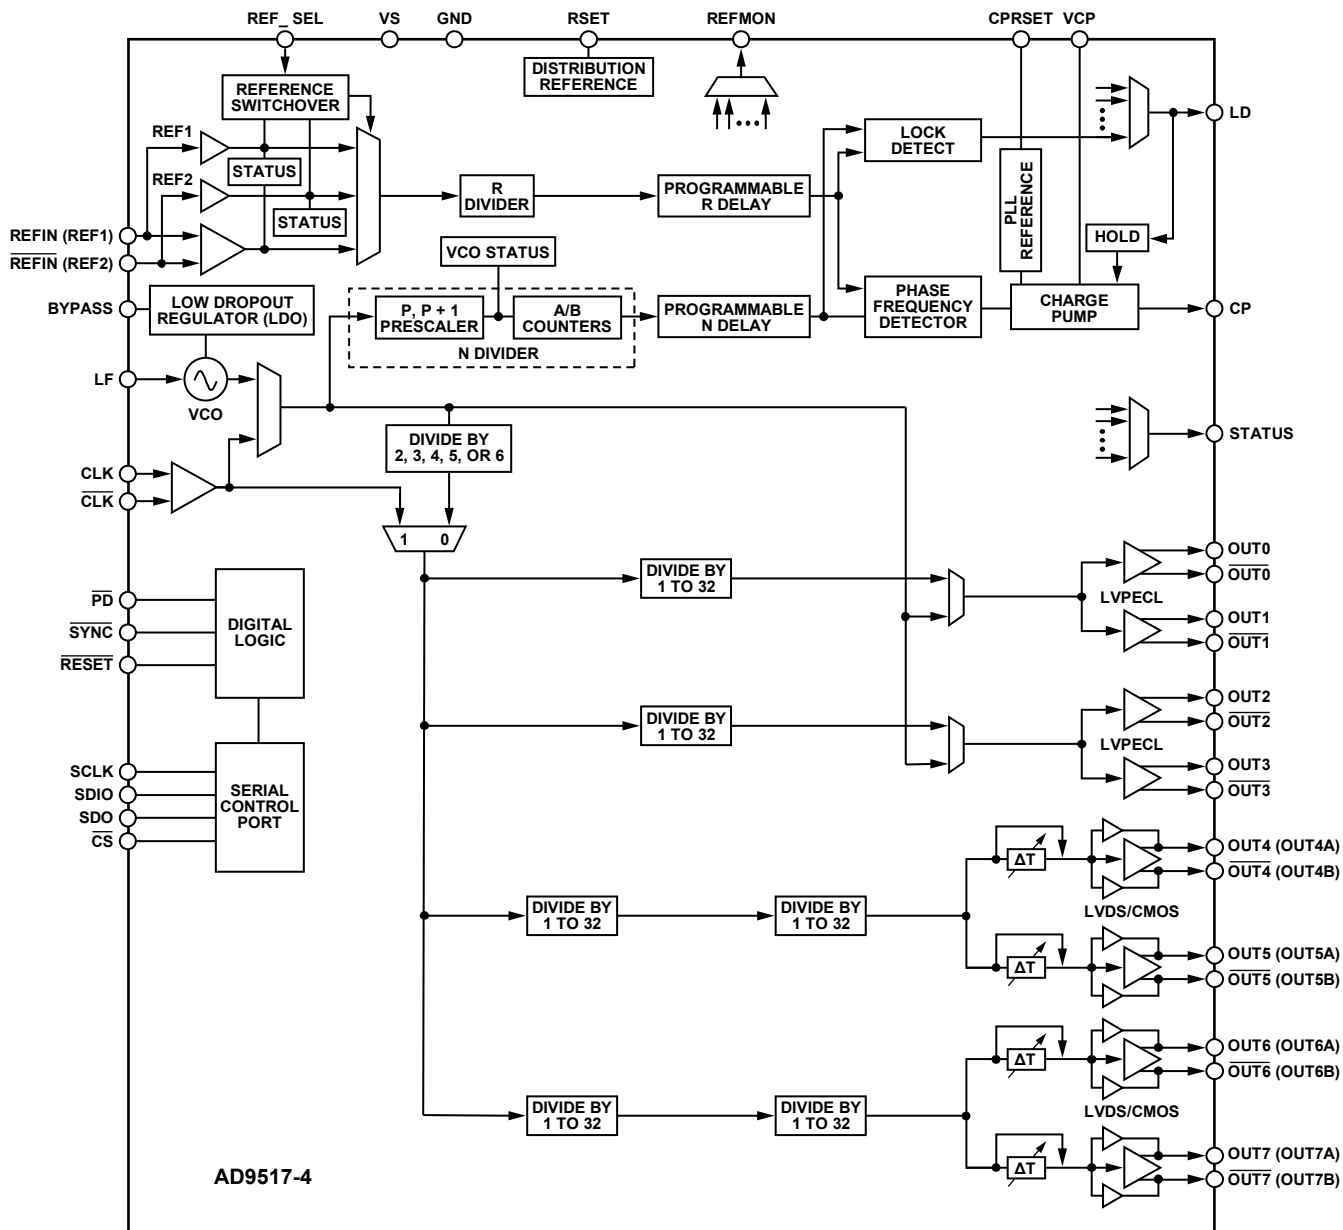 REF_ SEL VS GND RSET REFMON CPRSET VCP
DISTRIBUTION
REFERENCE
REFERENCE
SWITCHOVER
REF1
STATUS
REF2
STATUS
REFIN (REF1)
REFIN (REF2)
BYPASS
LOW DROPOUT
REGULATOR (LDO)
LF
VCO
R
DIVIDER
VCO STATUS
P, P + 1
PRESCALER
A/B
COUNTERS
N DIVIDER
PROGRAMMABLE
R DELAY
PROGRAMMABLE
N DELAY
LOCK
DETECT
PLL
REFERENCE
PHASE
FREQUENCY
DETECTOR
HOLD
CHARGE
PUMP
LD
CP
STATUS
CLK
CLK
DIVIDE BY
2, 3, 4, 5, OR 6
1 0
PD
SYNC
RESET
DIGITAL
LOGIC
SCLK
SDIO
SDO
CS
SERIAL
CONTROL
PORT
DIVIDE BY
1 TO 32
LVPECL
OUT0
OUT0
OUT1
OUT1
DIVIDE BY
1 TO 32
LVPECL
OUT2
OUT2
OUT3
OUT3
DIVIDE BY
1 TO 32
DIVIDE BY
1 TO 32
ΔT
ΔT
LVDS/CMOS
OUT4 (OUT4A)
OUT4 (OUT4B)
OUT5 (OUT5A)
OUT5 (OUT5B)
DIVIDE BY
1 TO 32
DIVIDE BY
1 TO 32
ΔT
ΔT
LVDS/CMOS
OUT6 (OUT6A)
OUT6 (OUT6B)
OUT7 (OUT7A)
OUT7 (OUT7B)
AD9517-4